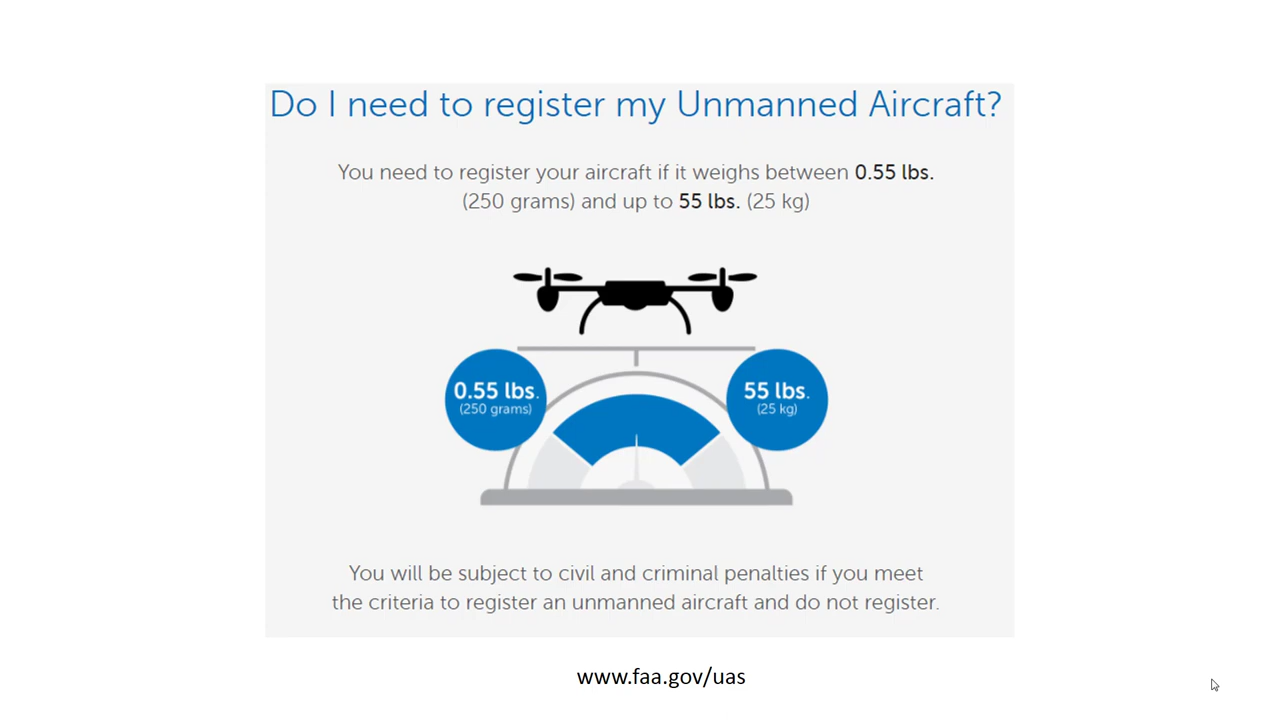 Do I need to register my Unmanned Aircraft?
You need to register your aircraft if it weighs between 0.55 lbs.
(250 grams) and up to 55 lbs. (25 kg)
0.55 lbs.
(250 grams)
55 lbs.
(25 kg)
You will be subject to civil and criminal penalties if you meet
the criteria to register an unmanned aircraft and do not register.
www.faa.gov/uas